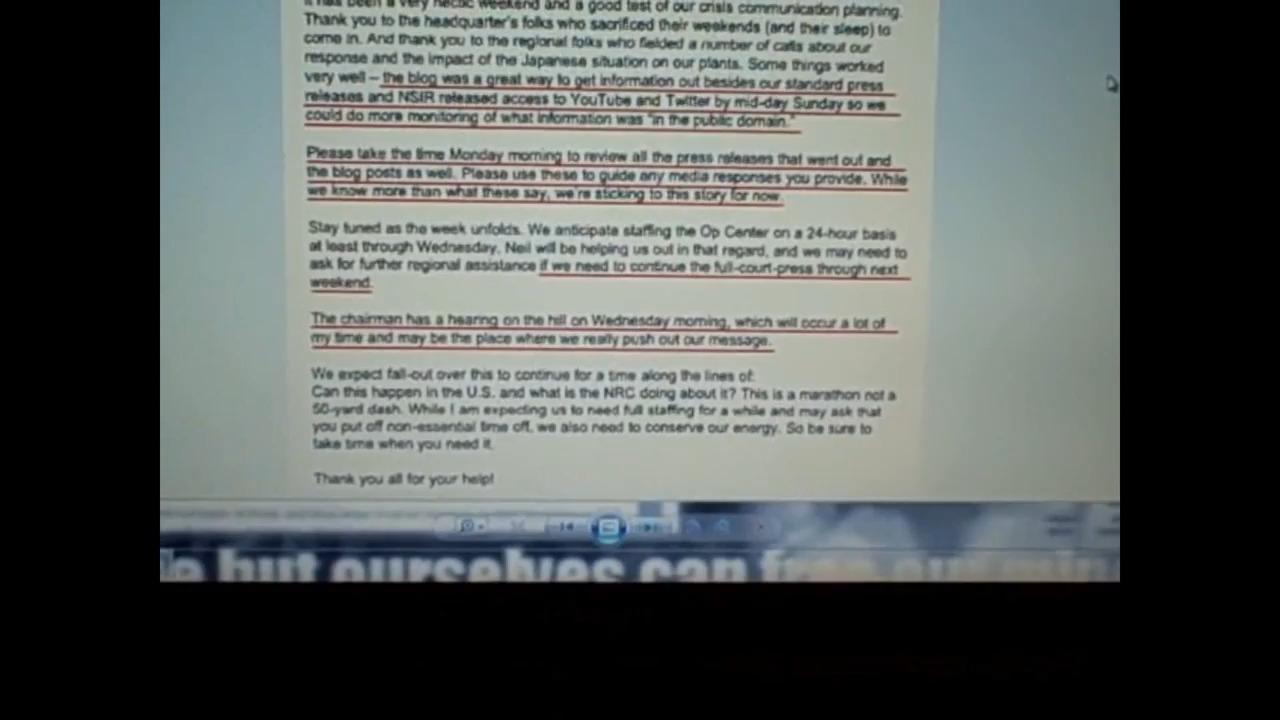 It has been a very hectic weekend and a good test of our crisis communication planning.
Thank you to the headquarter's folks who sacrificed their weekends (and their sleep) to
come in. And thank you to the regional folks who fielded a number of calls about our
response and the impact of the Japanese situation on our plants. Some things worked
very well – the blog was a great way to get information out besides our standard press
releases and NSIR released access to YouTube and Twitter by mid-day Sunday so we
could do more monitoring of what information was "in the public domain."
Please take the time Monday morning to review all the press releases that went out and
the blog posts as well. Please use these to guide any media responses you provide. While
we know more than what these say, we're sticking to this story for now.
Stay tuned as the week unfolds. We anticipate staffing the Op Center on a 24-hour basis
at least through Wednesday. Neil will be helping us out in that regard, and we may need to
ask for further regional assistance if we need to continue the full-court-press through next
weekend.
The chairman has a hearing on the hill on Wednesday morning, which will occur a lot of
my time and may be the place where we really push out our message.
We expect fall-out over this to continue for a time along the lines of:
Can this happen in the U.S. and what is the NRC doing about it? This is a marathon not a
50-yard dash. While I am expecting us to need full staffing for a while and may ask that
you put off non-essential time off, we also need to conserve our energy. So be sure to
take time when you need it.
Thank you all for your help!
but ourselves can free our